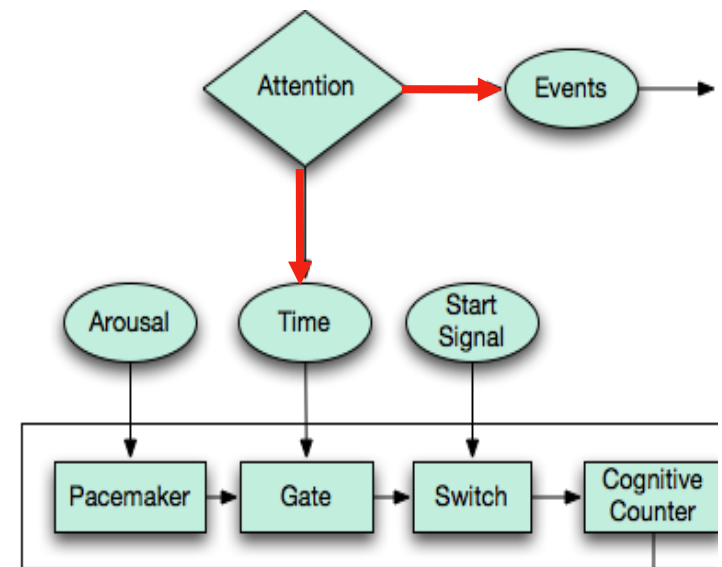 Attention
Events
Arousal
Time
Start
Signal
Pacemaker
Gate
Switch
Cognitive
Counter